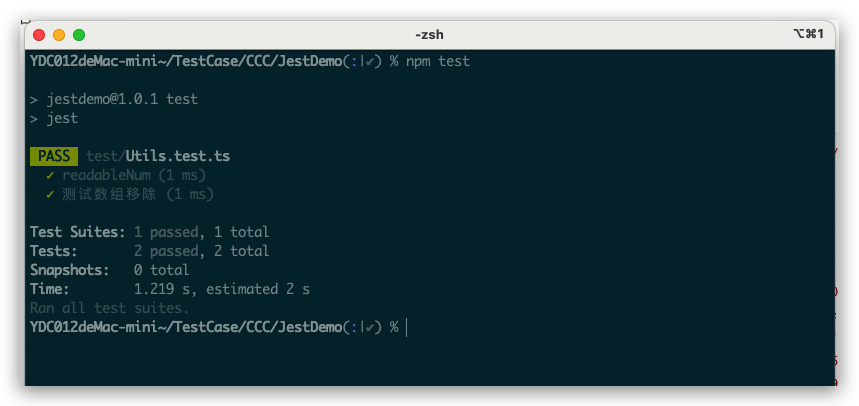 -zsh
⌥⌘1
YDC012deMac-mini~/TestCase/CCC/JestDemo(:|✔) % npm test
> jestdemo@1.0.1 test
> jest
PASS test/Utils.test.ts
✓ readableNum (1 ms)
✓ 测试数组移除 (1 ms)
Test Suites: 1 passed, 1 total
Tests: 2 passed, 2 total
Snapshots: 0 total
Time: 1.219 s, estimated 2 s
Ran all test suites.
YDC012deMac-mini~/TestCase/CCC/JestDemo(:|✔) %